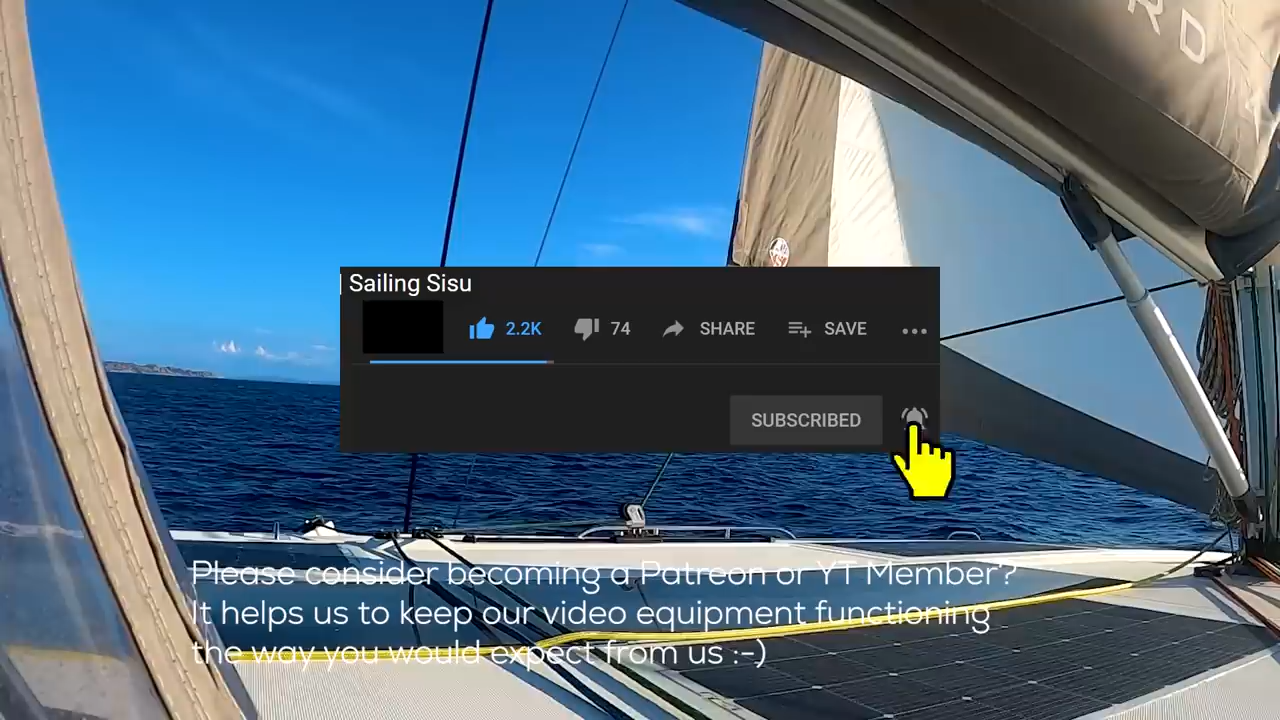 RD
Sailing Sisu
2.2K 74 SHARE SAVE
SUBSCRIBED
Please consider becoming a Patreon or YT Member?
It helps us to keep our video equipment functioning
the way you would expect from us :-)